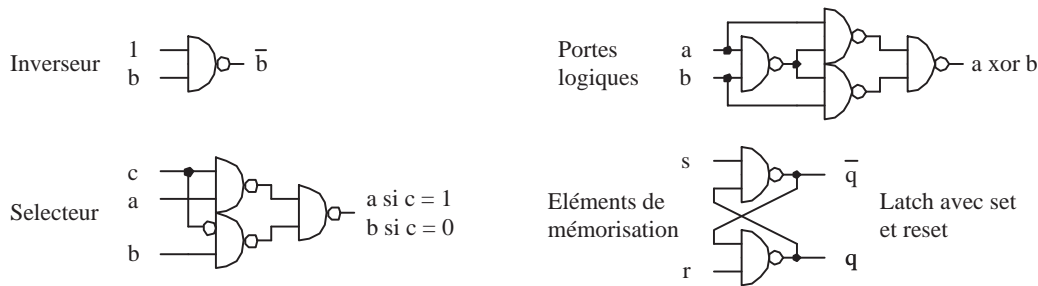 Inverseur
1
b
b̅
Portes
logiques
a
b
a xor b
Selecteur
c
a
b
a si c = 1
b si c = 0
Eléments de
mémorisation
s
r
q̅
q
Latch avec set
et reset